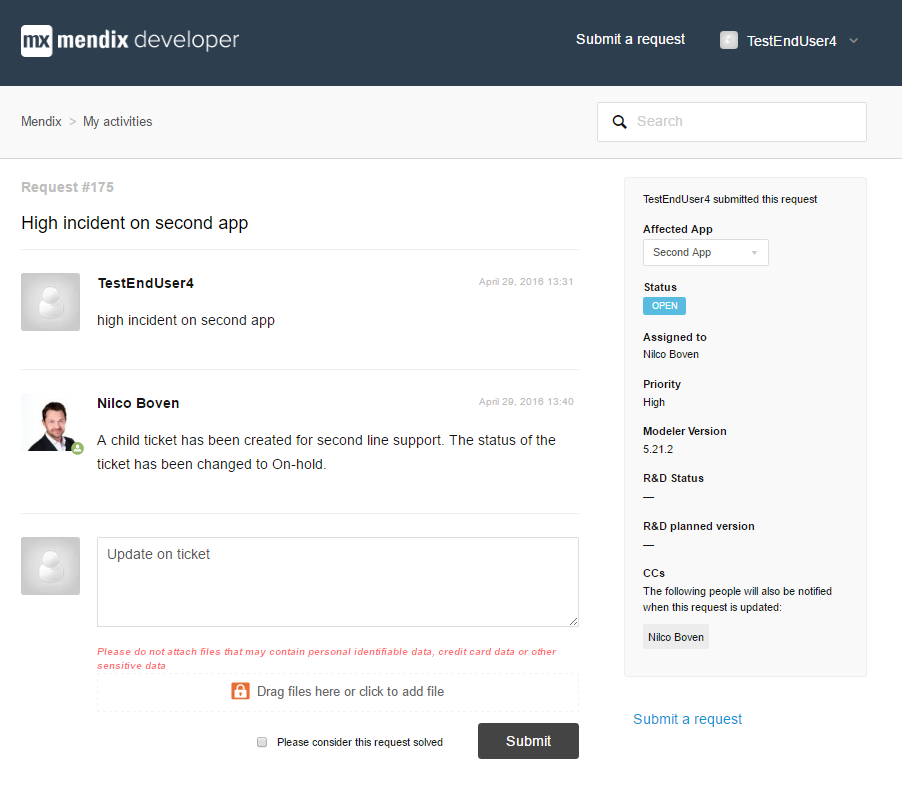 mx mendix developer
Submit a request
TestEndUser4
Mendix > My activities
Search
Request #175
High incident on second app
TestEndUser4
April 29, 2016 13:31
high incident on second app
Nilco Boven
April 29, 2016 13:40
A child ticket has been created for second line support. The status of the
ticket has been changed to On-hold.
Update on ticket
Please do not attach files that may contain personal identifiable data, credit card data or other
sensitive data
Drag files here or click to add file
Please consider this request solved
Submit
TestEndUser4 submitted this request
Affected App
Second App
Status
OPEN
Assigned to
Nilco Boven
Priority
High
Modeler Version
5.21.2
R&D Status
—
R&D planned version
—
CCs
The following people will also be notified
when this request is updated:
Nilco Boven
Submit a request